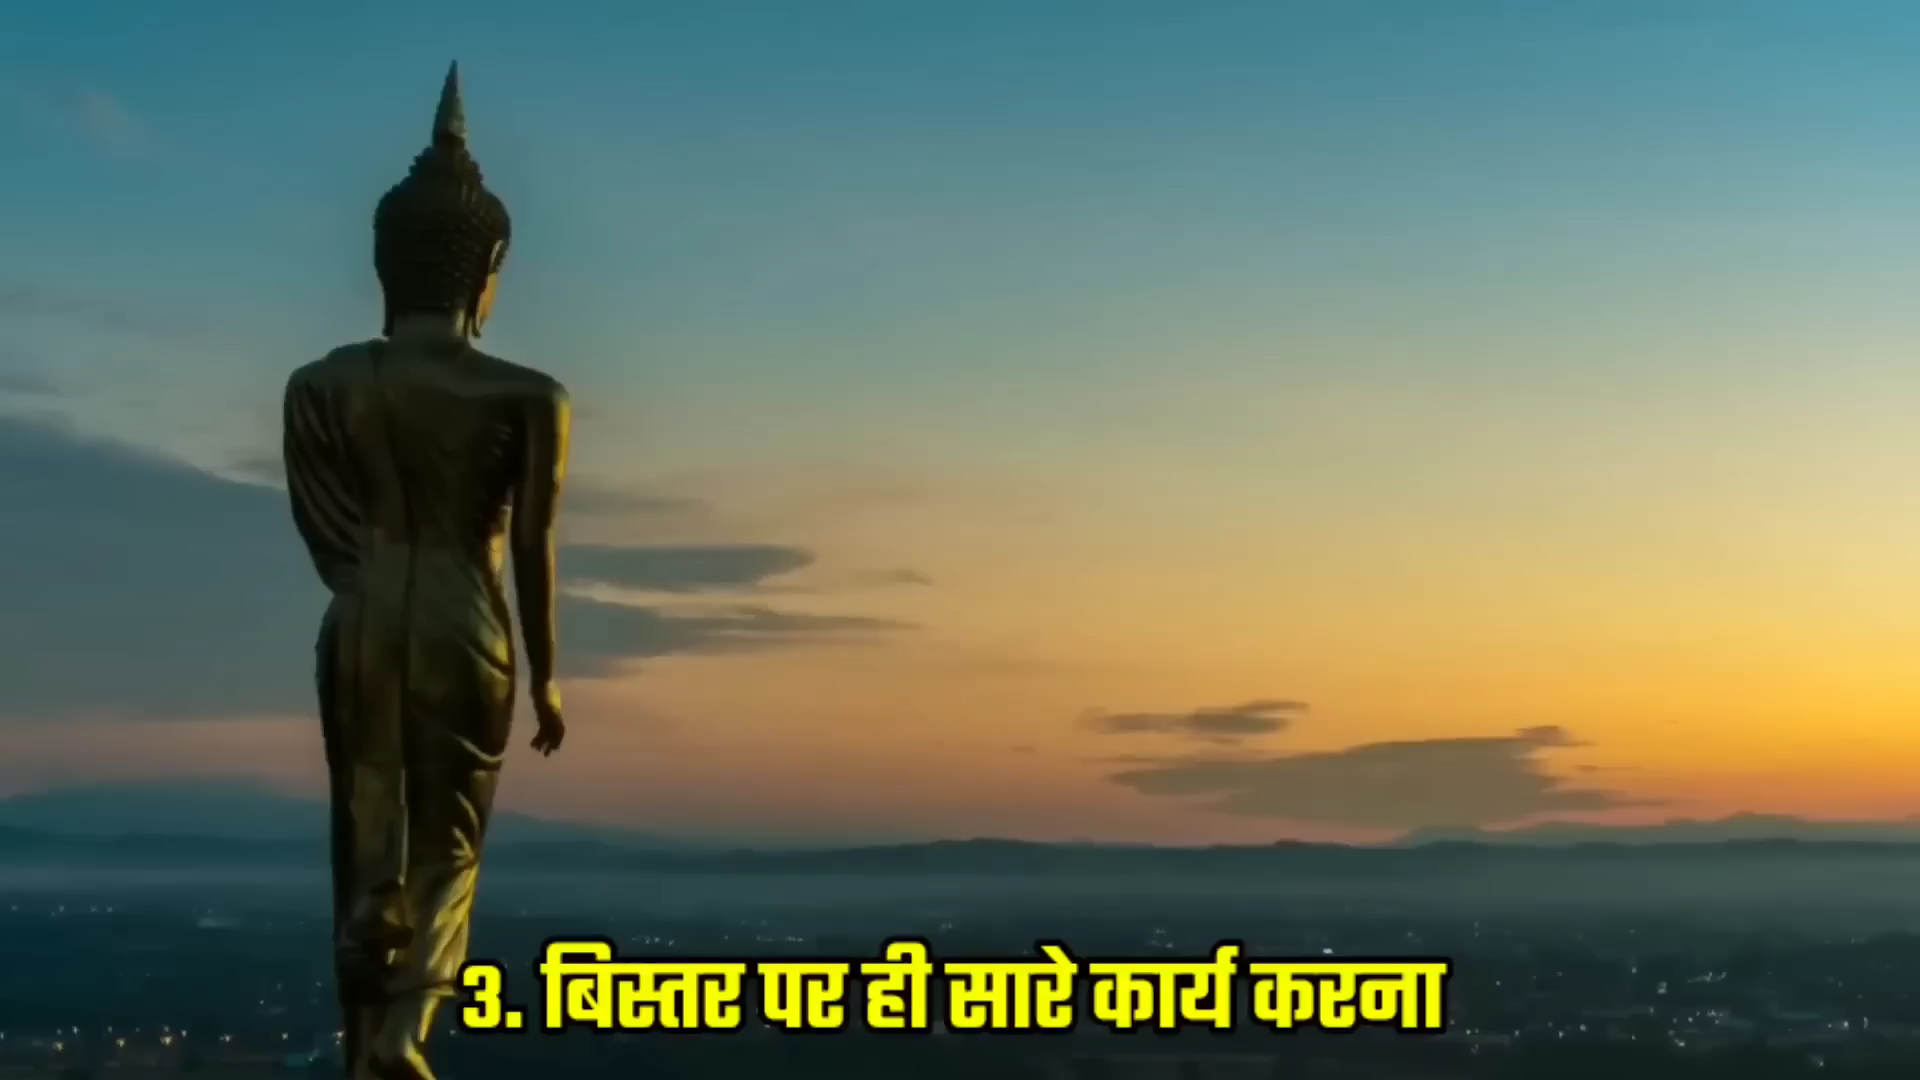 3. बिस्तर पर ही सारे कार्य करना